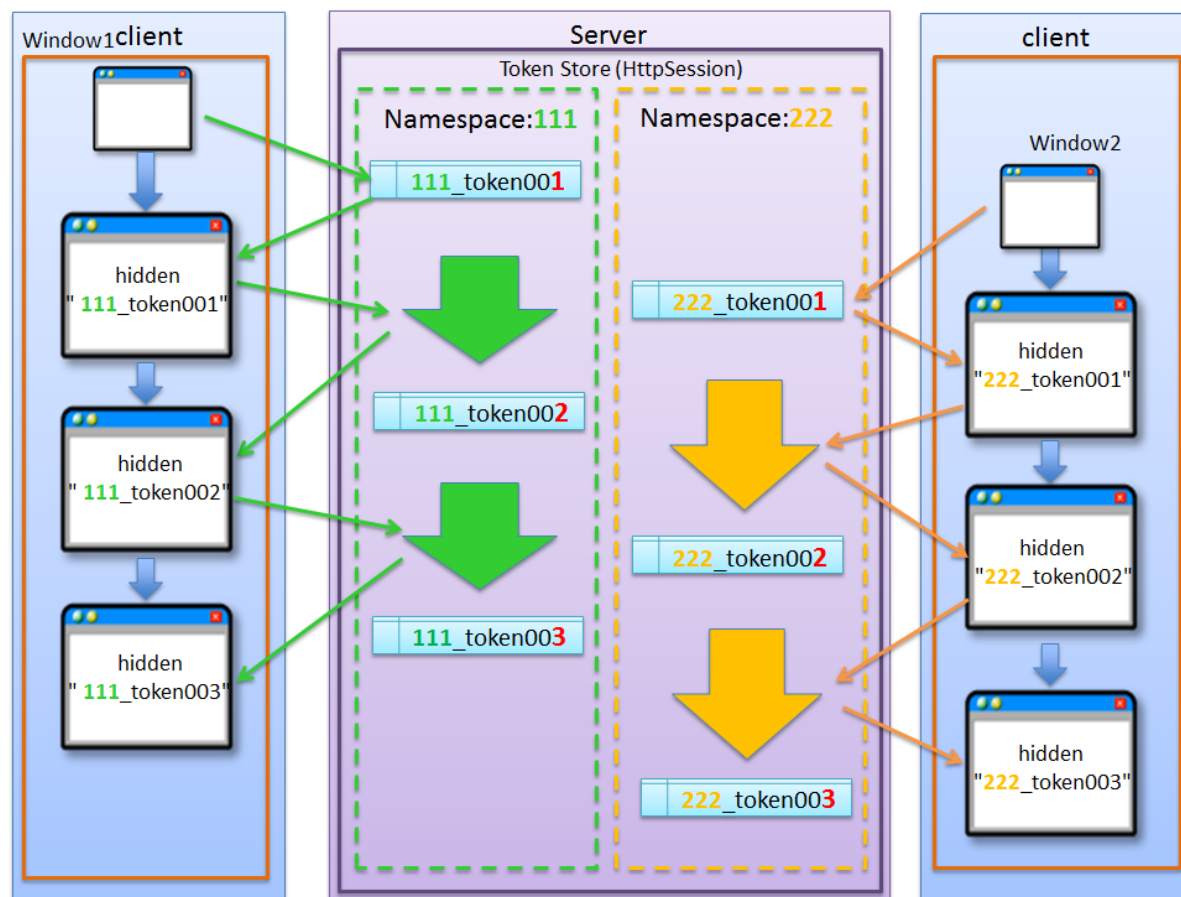 Window1 client
hidden
" 111_token001"
hidden
" 111_token002"
hidden
" 111_token003"
Server
Token Store (HttpSession)
Namespace:111
111_token001
111_token002
111_token003
Namespace:222
222_token001
222_token002
222_token003
client
Window2
hidden
"222_token001"
hidden
"222_token002"
hidden
"222_token003"